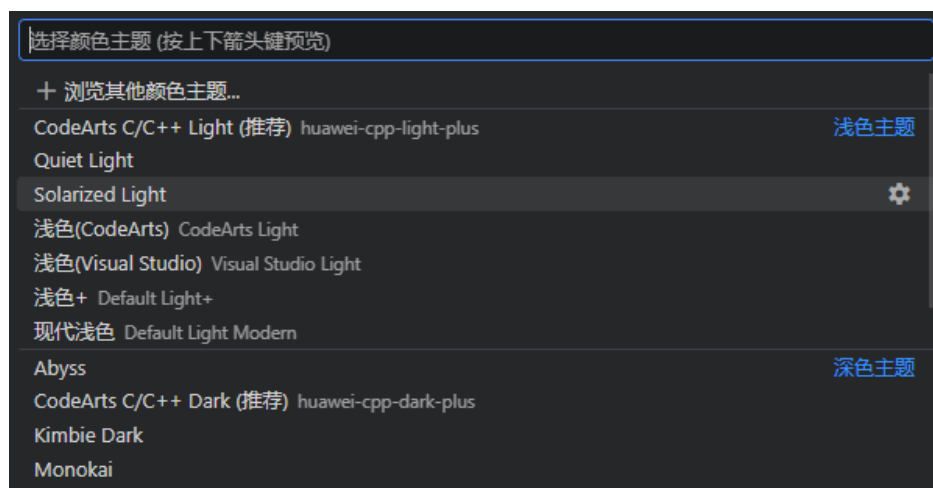 选择颜色主题 (按上下箭头键预览)
+ 浏览其他颜色主题...
CodeArts C/C++ Light (推荐) huawei-cpp-light-plus 浅色主题
Quiet Light
Solarized Light
浅色(CodeArts) CodeArts Light
浅色(Visual Studio) Visual Studio Light
浅色+ Default Light+
现代浅色 Default Light Modern
Abyss 深色主题
CodeArts C/C++ Dark (推荐) huawei-cpp-dark-plus
Kimbie Dark
Monokai